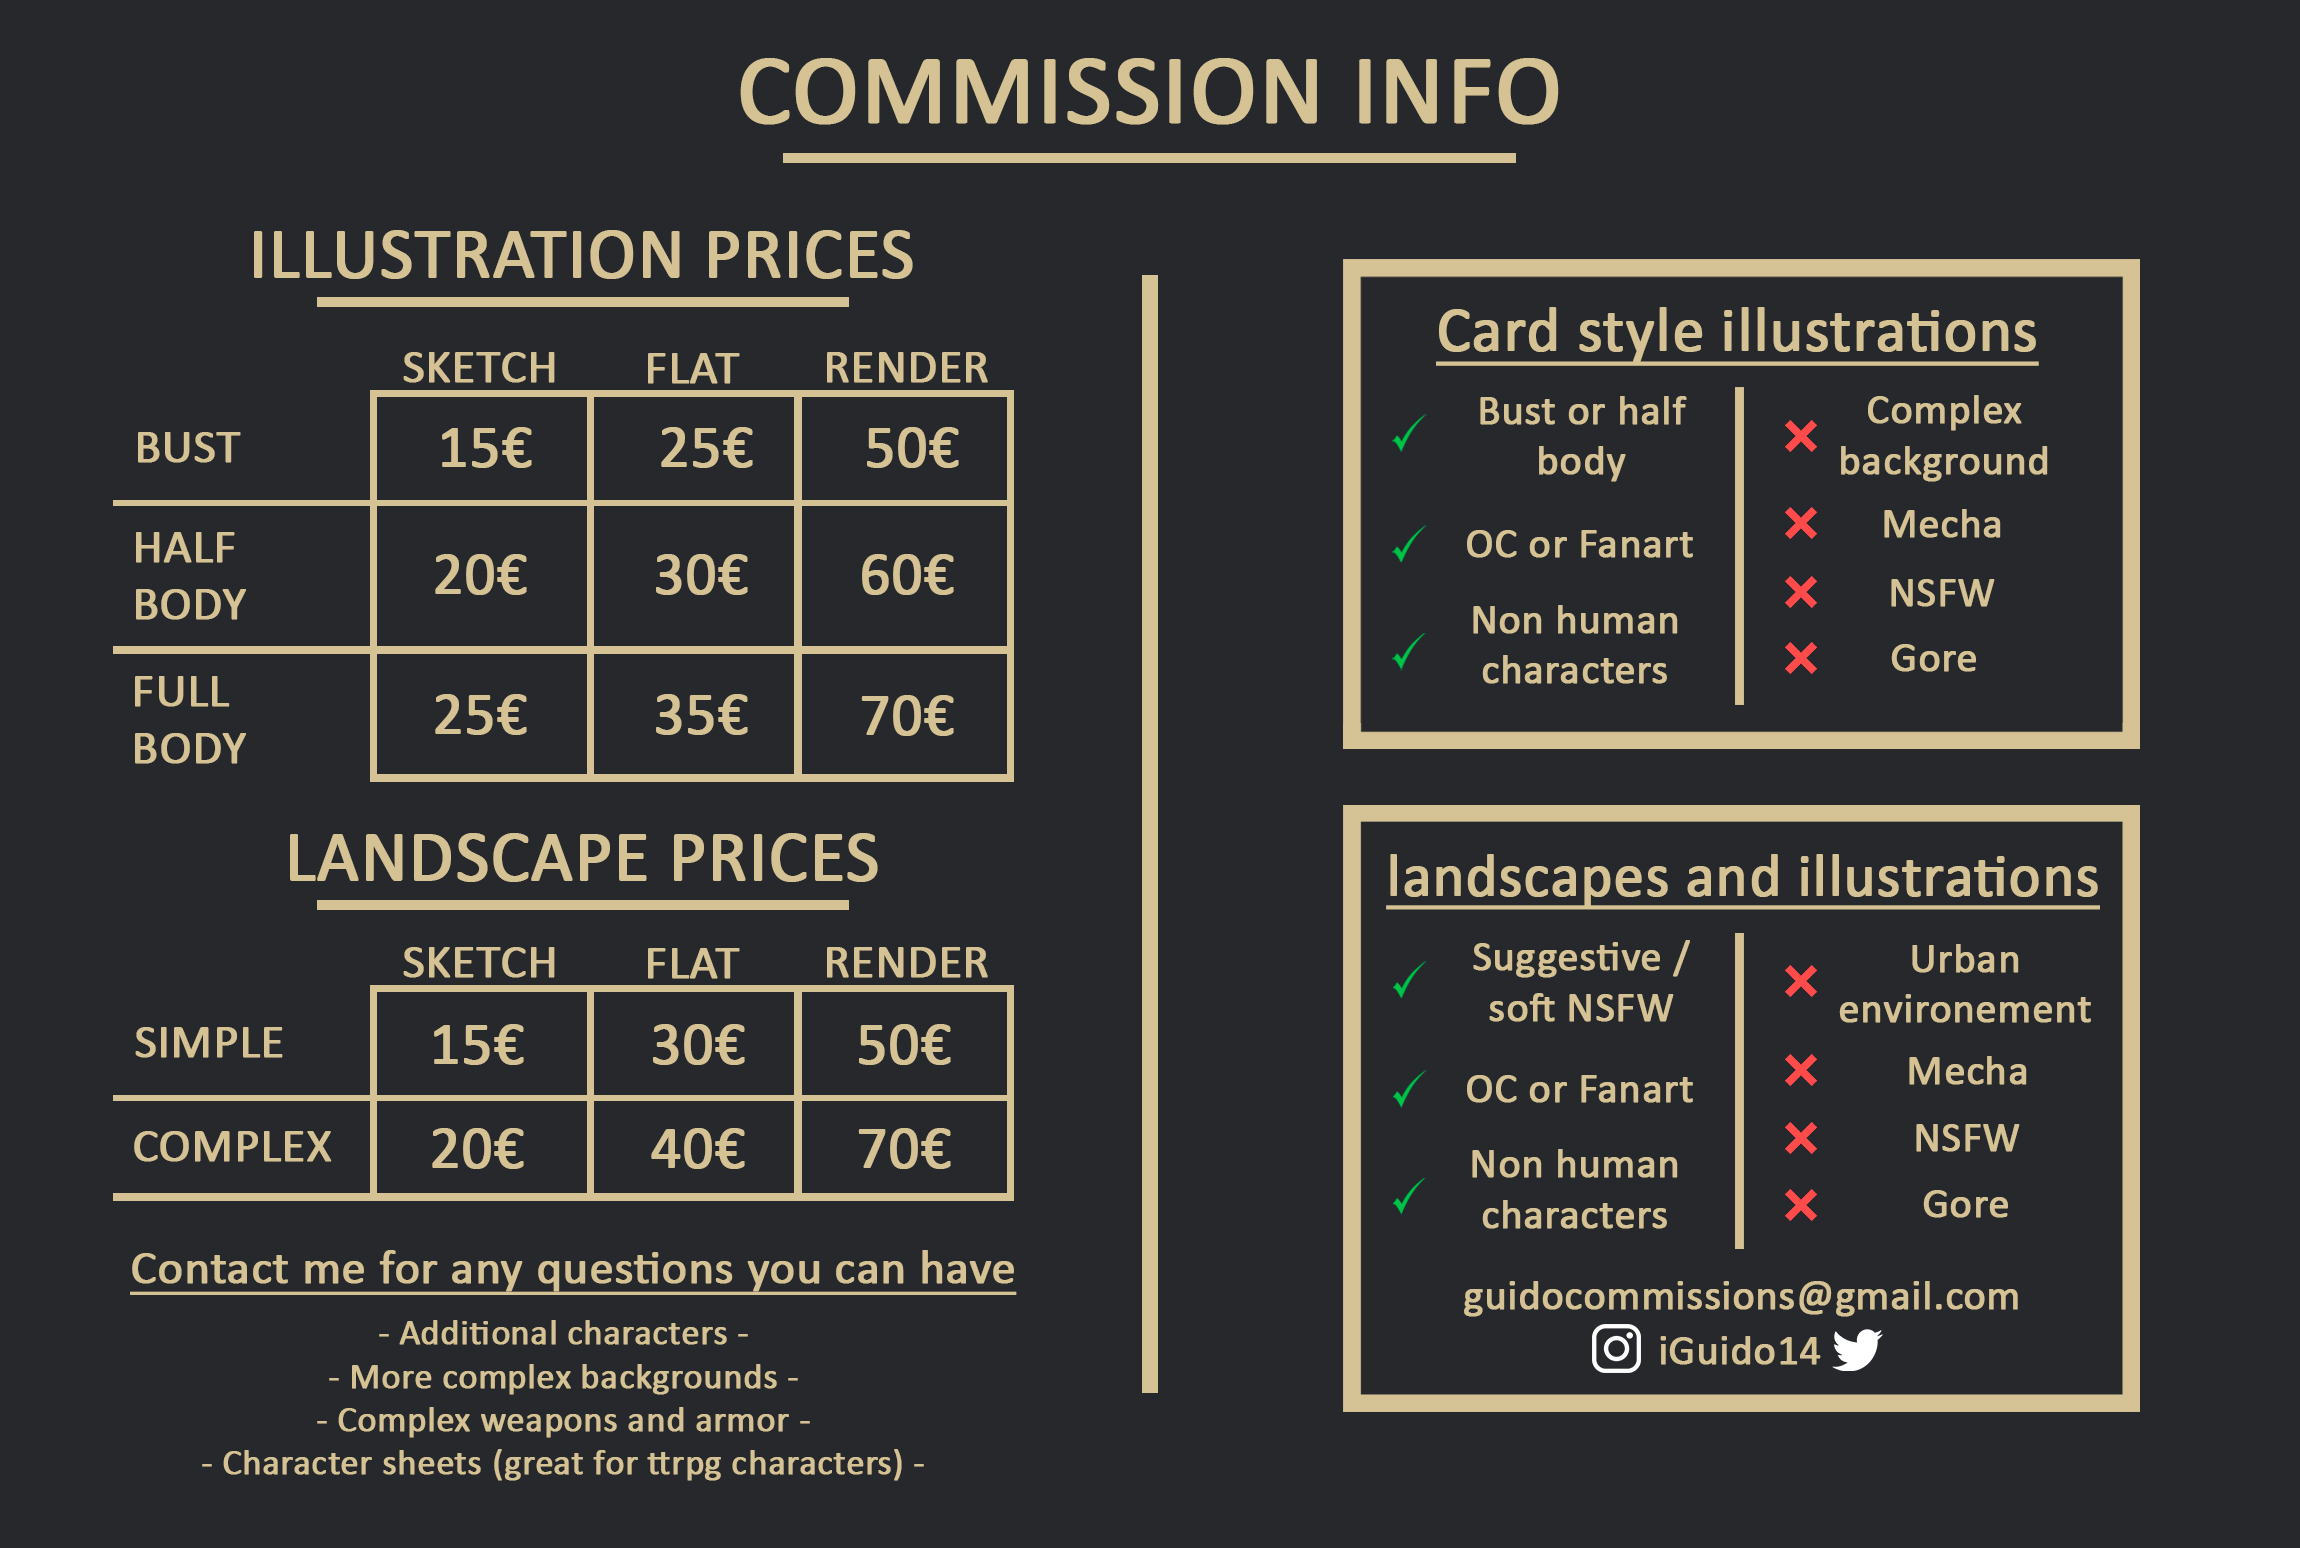 COMMISSION INFO
ILLUSTRATION PRICES
SKETCH FLAT RENDER
BUST 15€ 25€ 50€
HALF
BODY 20€ 30€ 60€
FULL
BODY 25€ 35€ 70€
LANDSCAPE PRICES
SKETCH FLAT RENDER
SIMPLE 15€ 30€ 50€
COMPLEX 20€ 40€ 70€
Contact me for any questions you can have
- Additional characters -
- More complex backgrounds -
- Complex weapons and armor -
- Character sheets (great for ttrpg characters) -
Card style illustrations
Bust or half
body
OC or Fanart
Non human
characters
Complex
background
Mecha
NSFW
Gore
landscapes and illustrations
Suggestive /
soft NSFW
OC or Fanart
Non human
characters
Urban
environement
Mecha
NSFW
Gore
guidocommissions@gmail.com
iGuido14